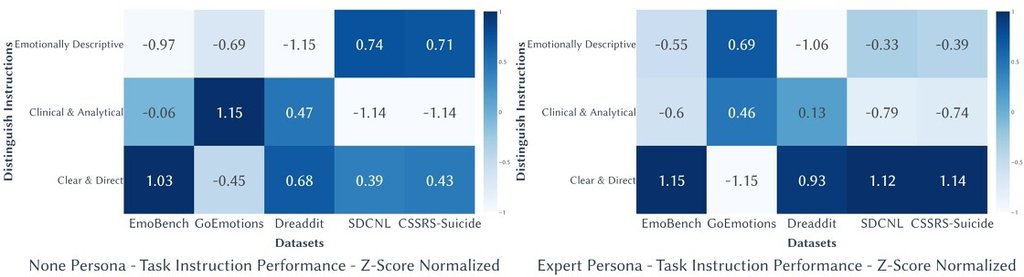 Distinguish Instructions
Emotionally Descriptive -0.97 -0.69 -1.15 0.74 0.71
Clinical & Analytical -0.06 1.15 0.47 -1.14 -1.14
Clear & Direct 1.03 -0.45 0.68 0.39 0.43
EmoBench GoEmotions Dreaddit SDCNL CSSRS-Suicide
Datasets
1
0.5
0
-0.5
-1
None Persona - Task Instruction Performance - Z-Score Normalized
Distinguish Instructions
Emotionally Descriptive -0.55 0.69 -1.06 -0.33 -0.39
Clinical & Analytical -0.6 0.46 0.13 -0.79 -0.74
Clear & Direct 1.15 -1.15 0.93 1.12 1.14
EmoBench GoEmotions Dreaddit SDCNL CSSRS-Suicide
Datasets
1
0.5
0
-0.5
-1
Expert Persona - Task Instruction Performance - Z-Score Normalized